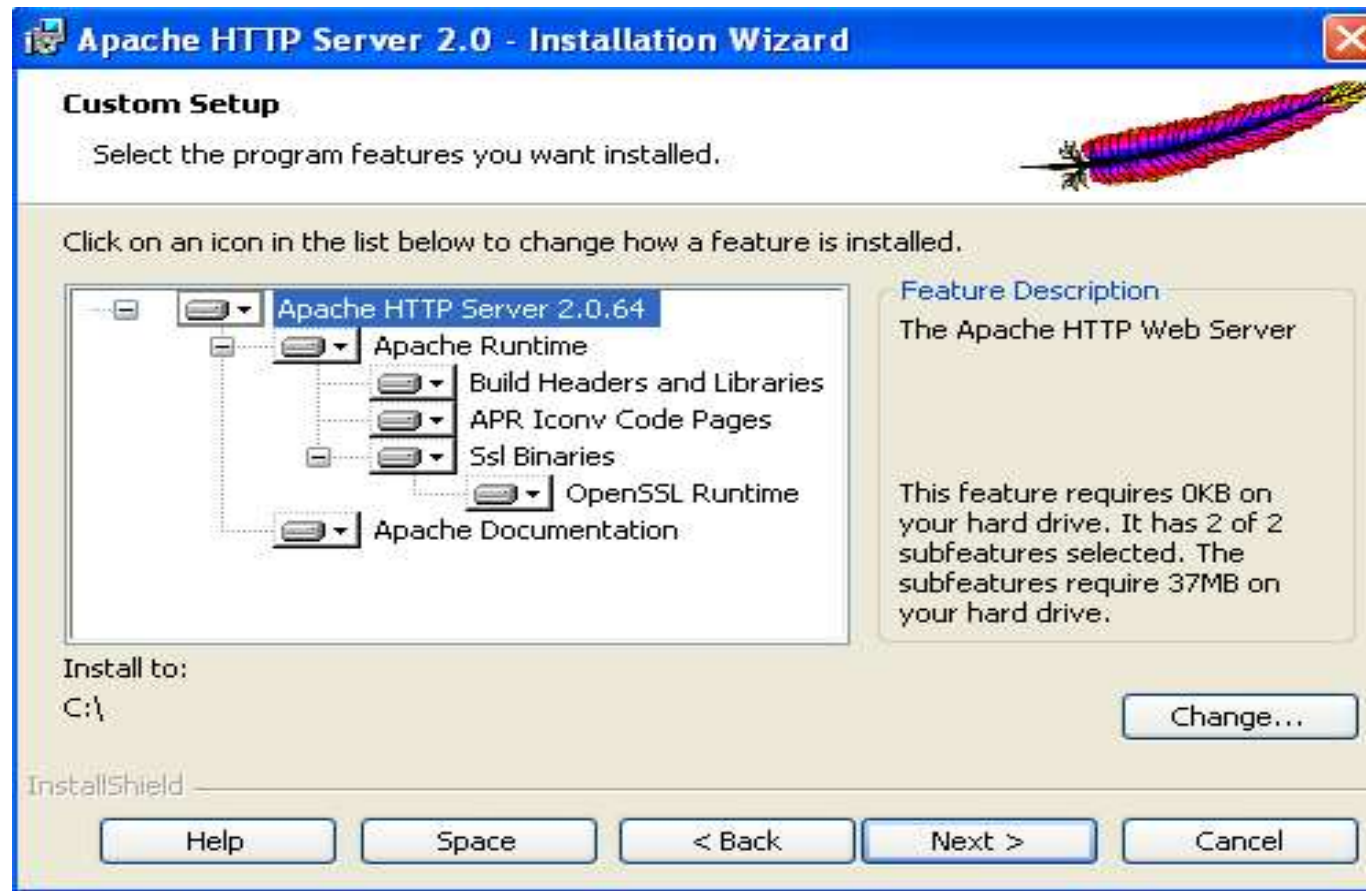 Apache HTTP Server 2.0 - Installation Wizard
Custom Setup
Select the program features you want installed.
Click on an icon in the list below to change how a feature is installed.
Apache HTTP Server 2.0.64
Apache Runtime
Build Headers and Libraries
APR Iconv Code Pages
Ssl Binaries
OpenSSL Runtime
Apache Documentation
Feature Description
The Apache HTTP Web Server
This feature requires 0KB on
your hard drive. It has 2 of 2
subfeatures selected. The
subfeatures require 37MB on
your hard drive.
Install to:
C:\
Change...
InstallShield
Help
Space
< Back
Next >
Cancel